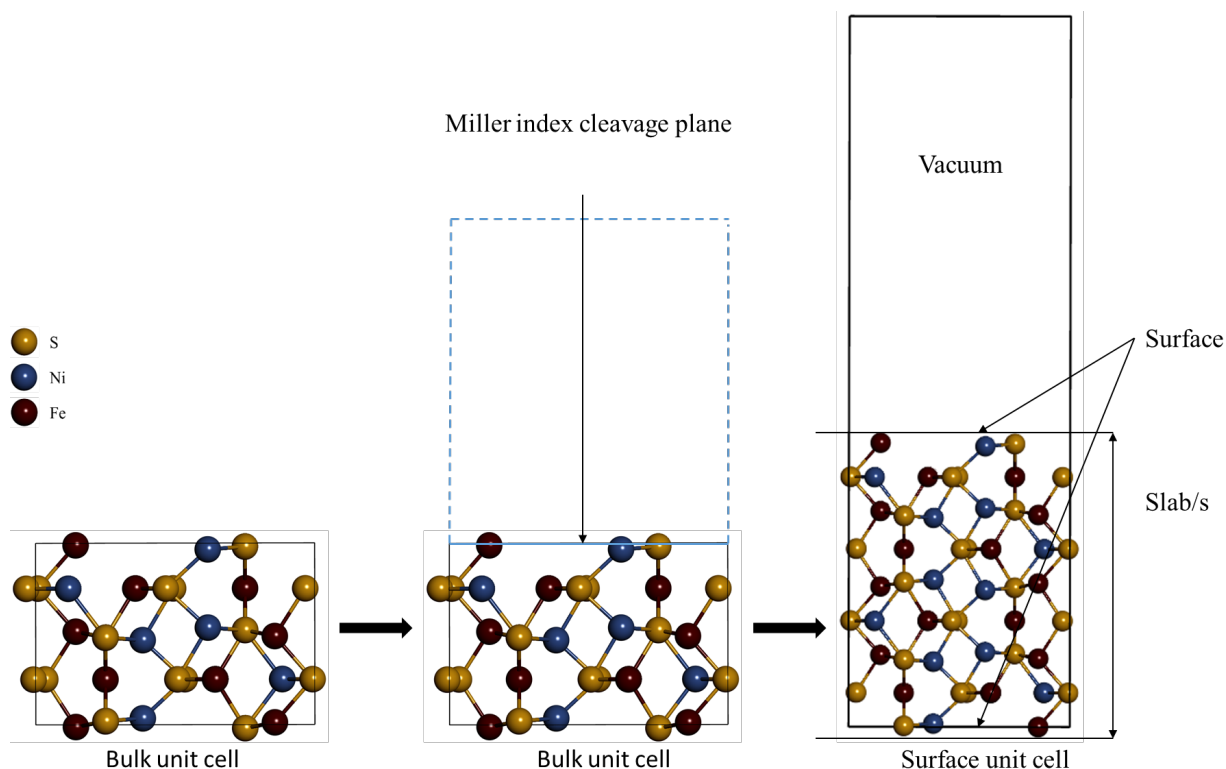 Miller index cleavage plane
Vacuum
Surface
S
Ni
Fe
Slab/s
Bulk unit cell
Bulk unit cell
Surface unit cell